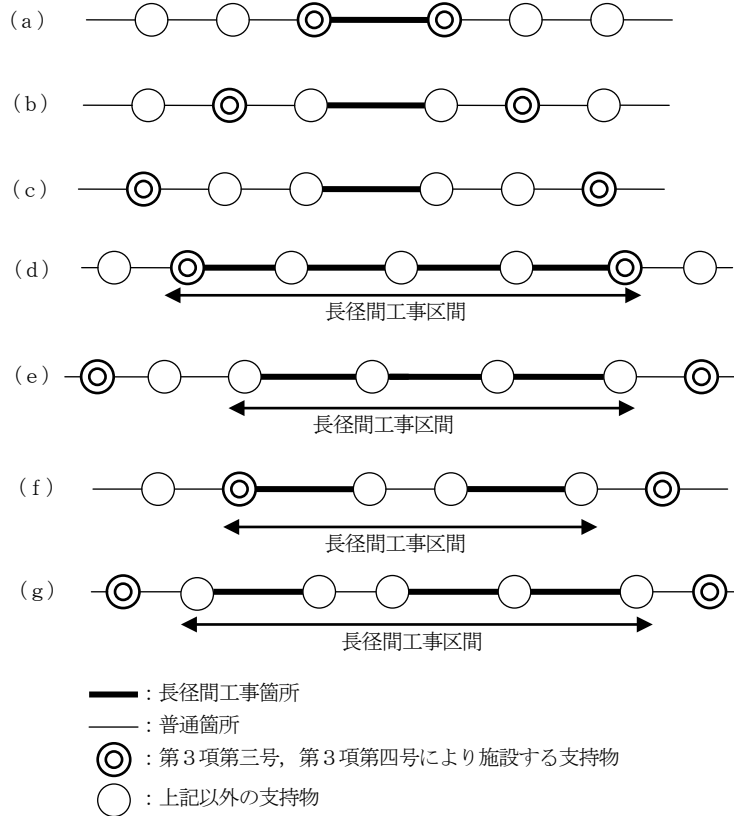 (a)
(b)
(c)
(d)
長径間工事区間
(e)
長径間工事区間
(f)
長径間工事区間
(g)
長径間工事区間
：長径間工事箇所
：普通箇所
：第３項第三号，第３項第四号により施設する支持物
：上記以外の支持物